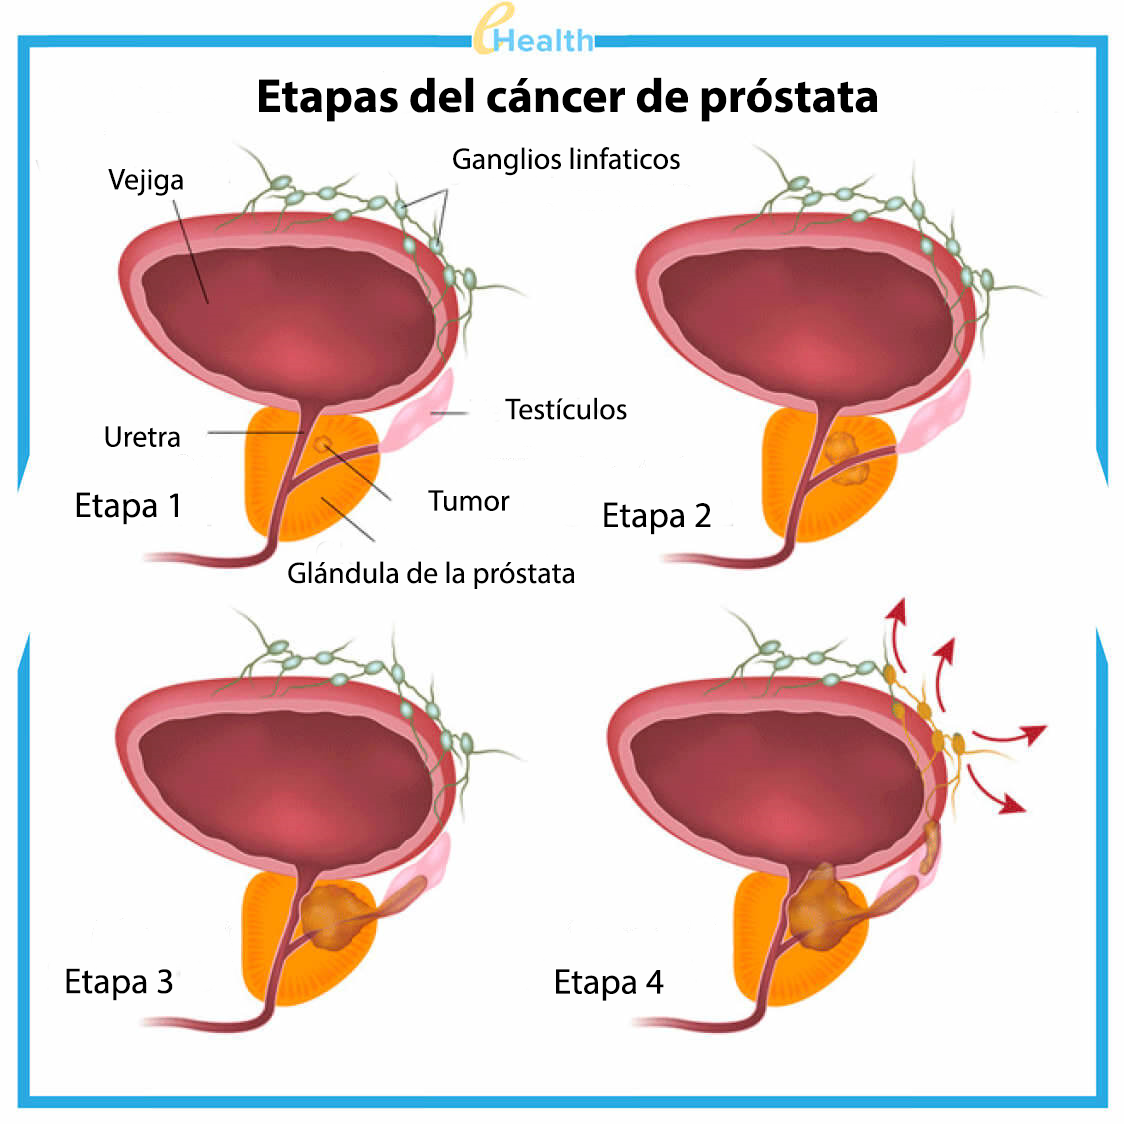 eHealth
Etapas del cáncer de próstata
Ganglios linfaticos
Vejiga
Testículos
Uretra
Tumor
Etapa 1
Etapa 2
Glándula de la próstata
Etapa 3
Etapa 4